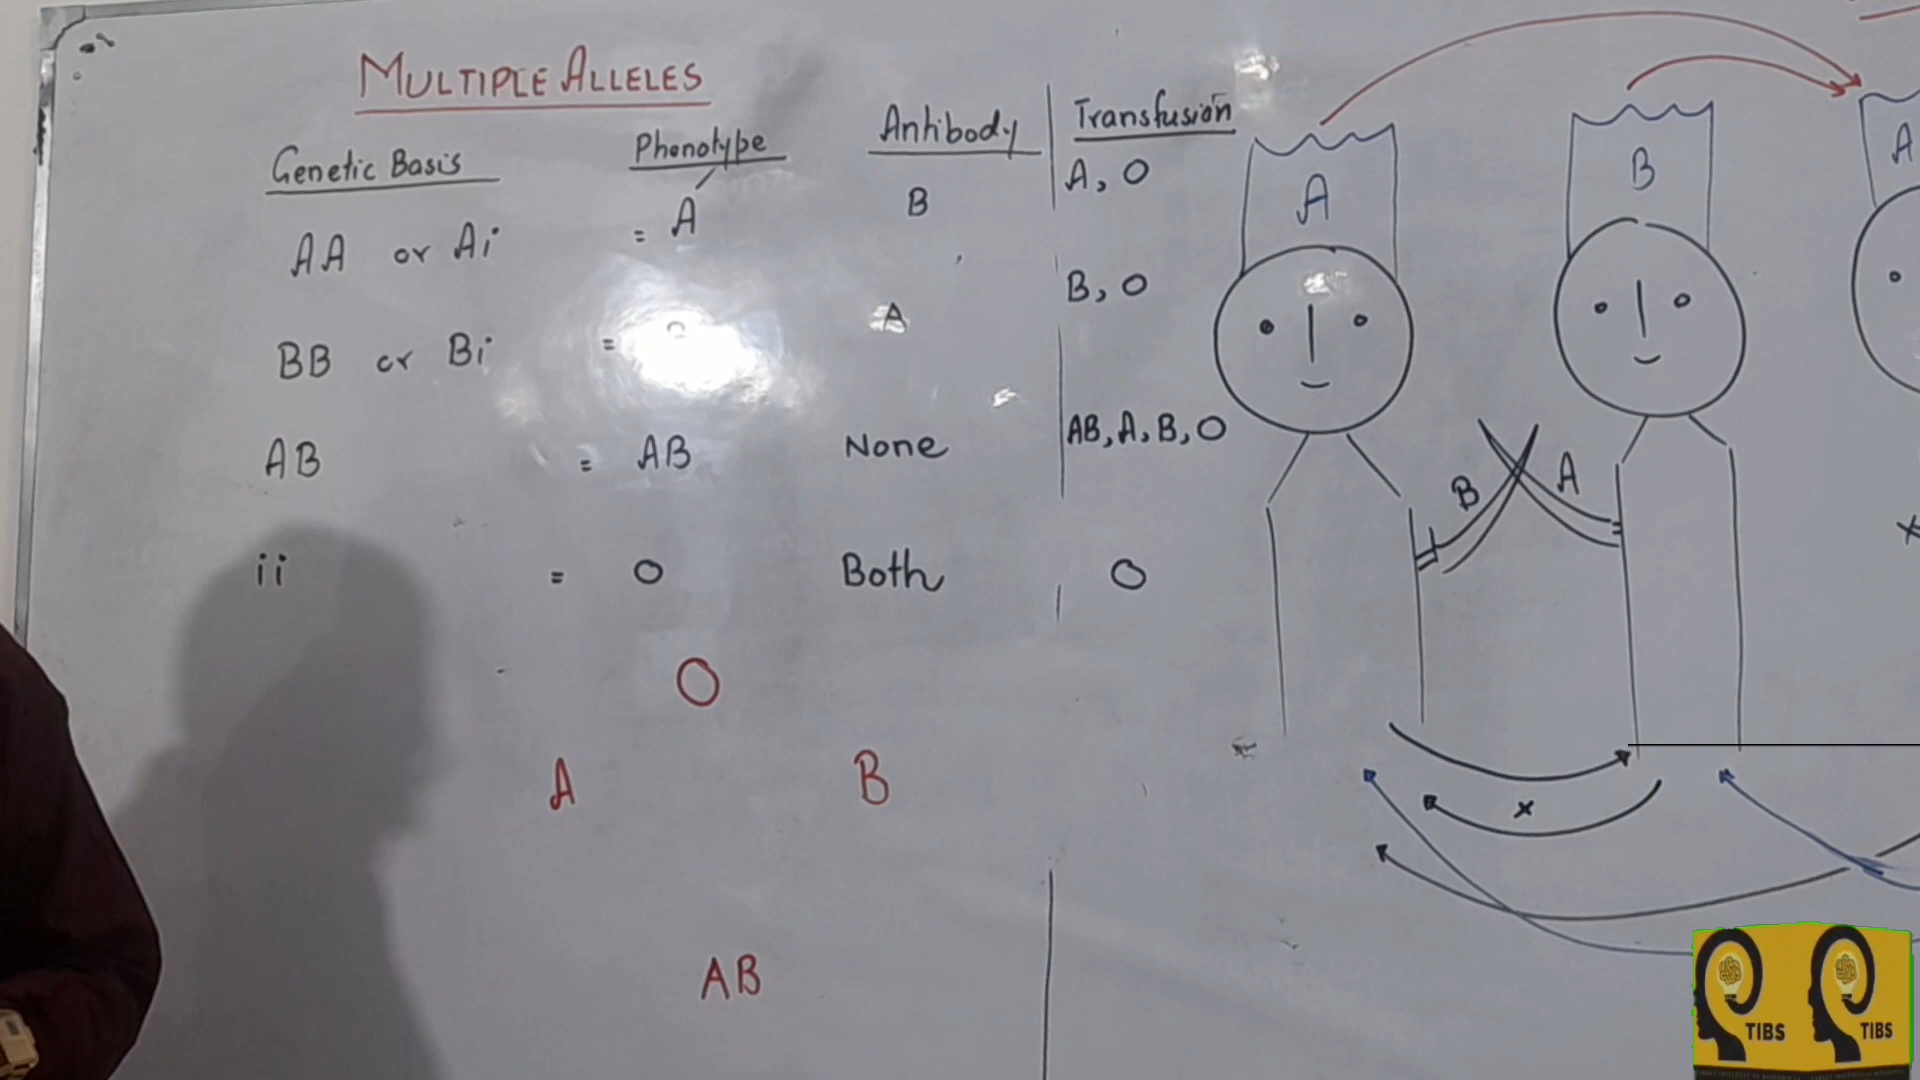 MULTIPLE ALLELES
Genetic Basis Phenotype Antibody Transfusion
AA or Ai = A B A, O
BB or Bi = A B, O
AB = AB None AB, A, B, O
ii = O Both O
O
A B
AB
A
B
A
B A
x
x
TIBS TIBS